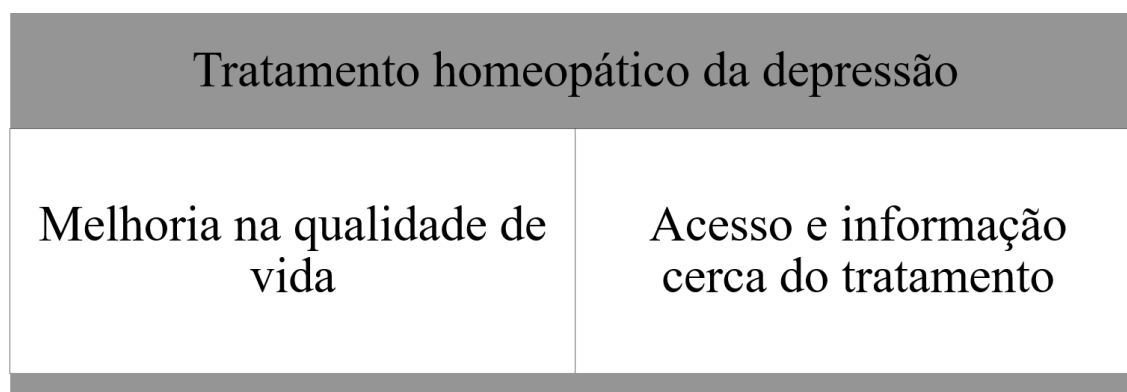 Tratamento homeopático da depressão
Melhoria na qualidade de
vida
Acesso e informação
cerca do tratamento